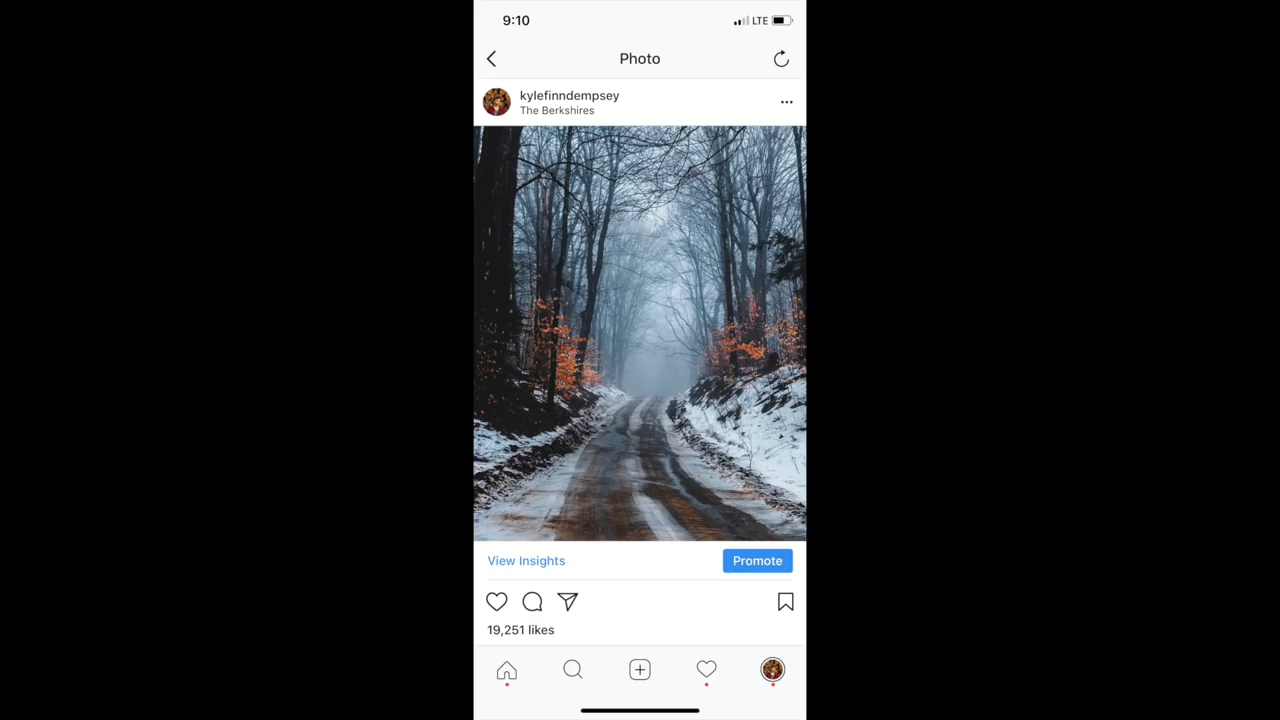 9:10
LTE
Photo
kylefinndempsey
The Berkshires
View Insights
Promote
19,251 likes